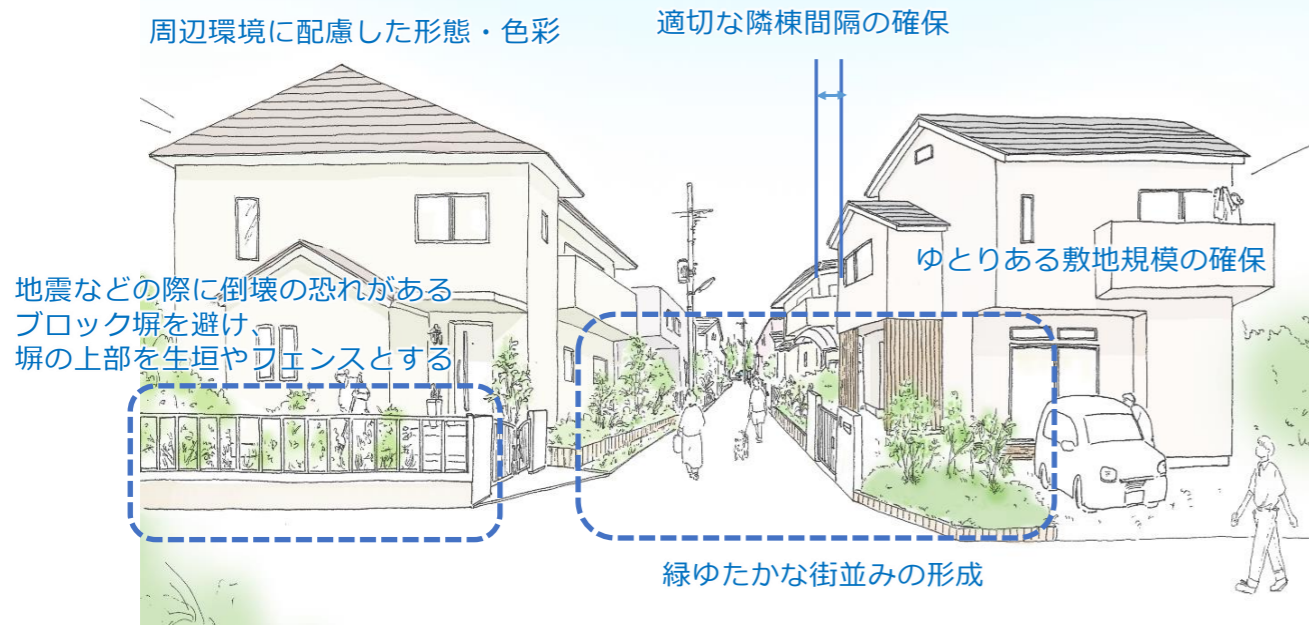 周辺環境に配慮した形態・色彩
適切な隣棟間隔の確保
ゆとりある敷地規模の確保
地震などの際に倒壊の恐れがある
ブロック塀を避け、
塀の上部を生垣やフェンスとする
緑ゆたかな街並みの形成